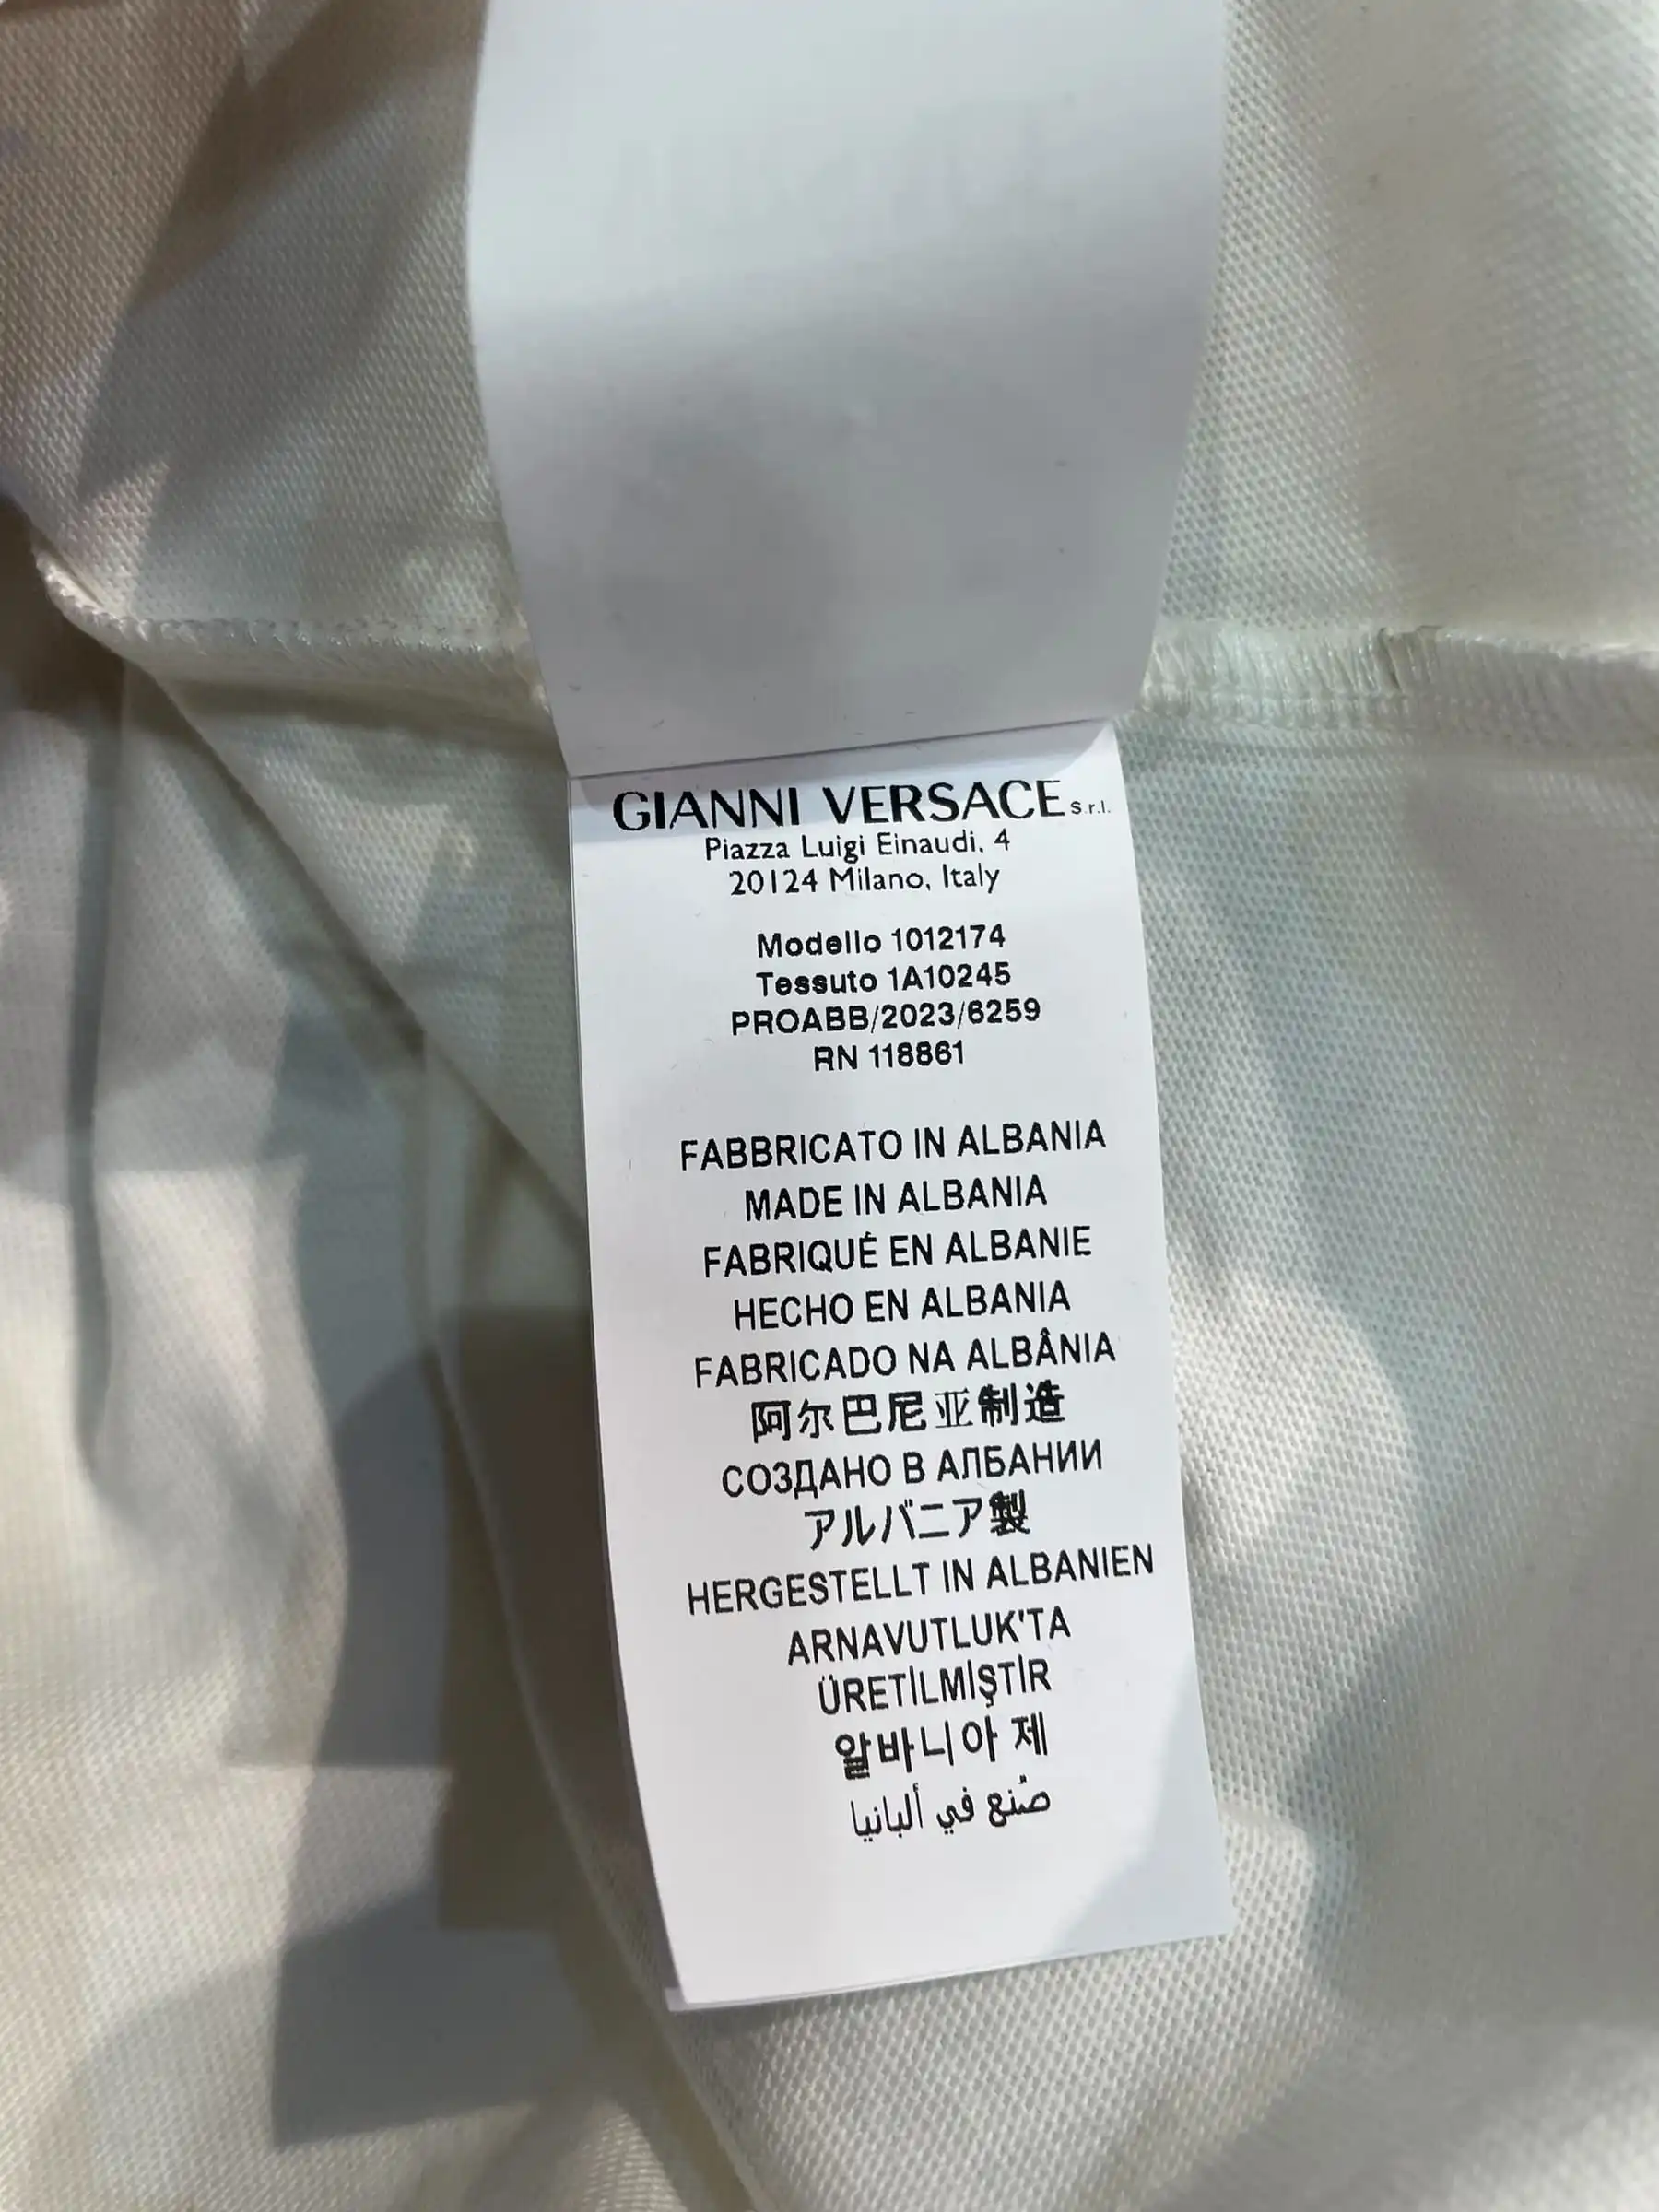 GIANNI VERSACE s.r.l.
Piazza Luigi Einaudi, 4
20124 Milano, Italy
Modello 1012174
Tessuto 1A10245
PROABB/2023/6259
RN 118861
FABBRICATO IN ALBANIA
MADE IN ALBANIA
FABRIQUÉ EN ALBANIE
HECHO EN ALBANIA
FABRICADO NA ALBÂNIA
阿尔巴尼亚制造
СОЗДАНО В АЛБАНИИ
アルバニア製
HERGESTELLT IN ALBANIEN
ARNAVUTLUK'TA
ÜRETİLMİŞTİR
알바니아 제
صُنع في ألبانيا